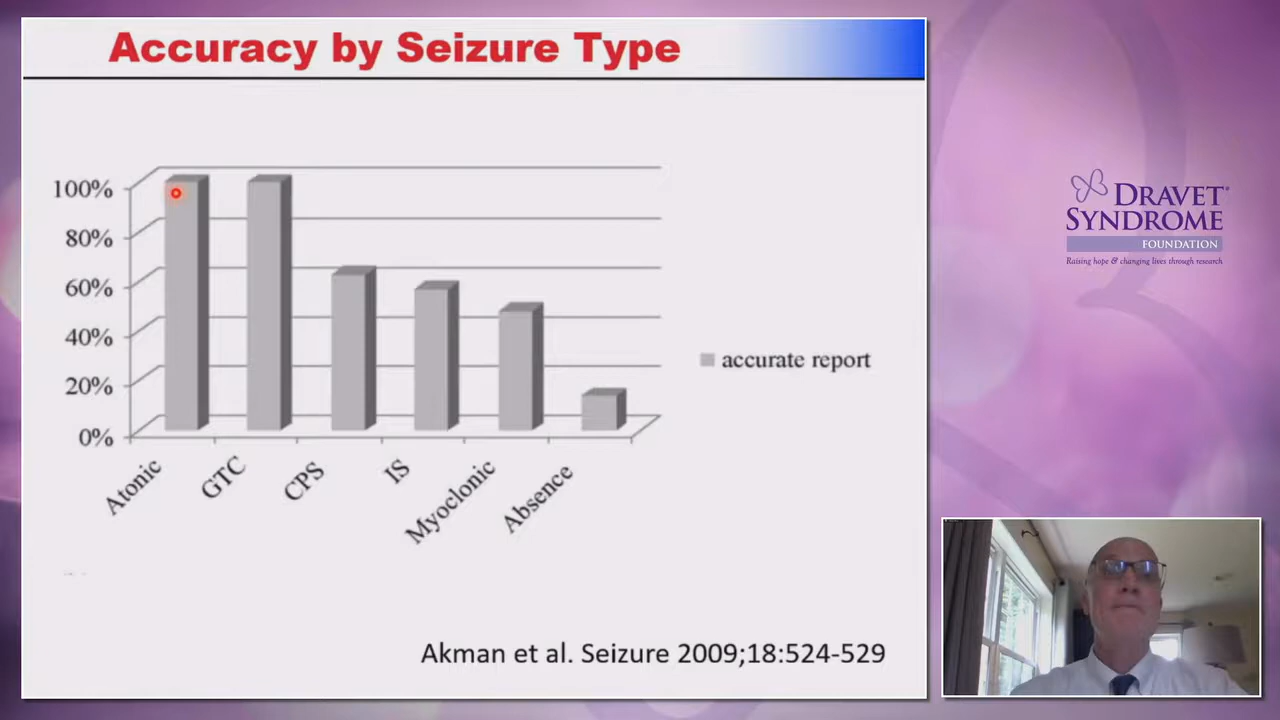 Accuracy by Seizure Type
100%
80%
60%
40%
20%
0%
Atonic
GTC
CPS
IS
Myoclonic
Absence
accurate report
Akman et al. Seizure 2009;18:524-529
DRAVET®
SYNDROME
FOUNDATION
Raising hope & changing lives through research